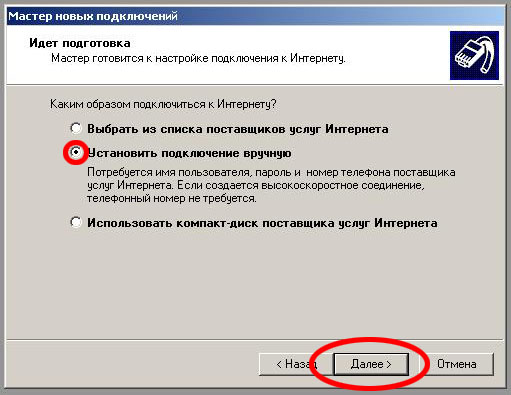 Мастер новых подключений
Идет подготовка
Мастер готовится к настройке подключения к Интернету.
Каким образом подключиться к Интернету?
Выбрать из списка поставщиков услуг Интернета
Установить подключение вручную
Потребуется имя пользователя, пароль и номер телефона поставщика
услуг Интернета. Если создается высокоскоростное соединение,
телефонный номер не требуется.
Использовать компакт-диск поставщика услуг Интернета
< Назад Далее > Отмена